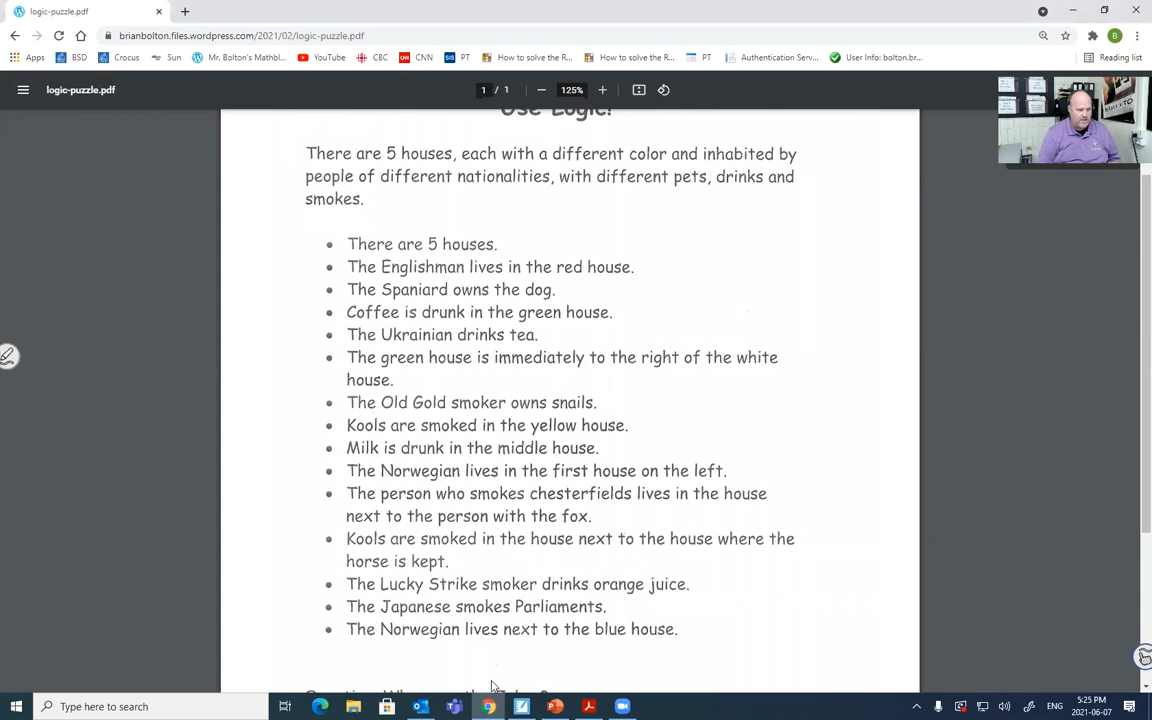 logic-puzzle.pdf
brianbolton.files.wordpress.com/2021/02/logic-puzzle.pdf
Apps BSD Crocus Sun Mr. Bolton's Mathbl... YouTube CBC CNN SIS PT How to solve the R... How to solve the R... PT Authentication Serv... User Info: bolton.br... Reading list
logic-puzzle.pdf 1 / 1 125%
Use Logic!
There are 5 houses, each with a different color and inhabited by
people of different nationalities, with different pets, drinks and
smokes.
There are 5 houses.
The Englishman lives in the red house.
The Spaniard owns the dog.
Coffee is drunk in the green house.
The Ukrainian drinks tea.
The green house is immediately to the right of the white
house.
The Old Gold smoker owns snails.
Kools are smoked in the yellow house.
Milk is drunk in the middle house.
The Norwegian lives in the first house on the left.
The person who smokes chesterfields lives in the house
next to the person with the fox.
Kools are smoked in the house next to the house where the
horse is kept.
The Lucky Strike smoker drinks orange juice.
The Japanese smokes Parliaments.
The Norwegian lives next to the blue house.
Type here to search
ENG
5:25 PM
2021-06-07